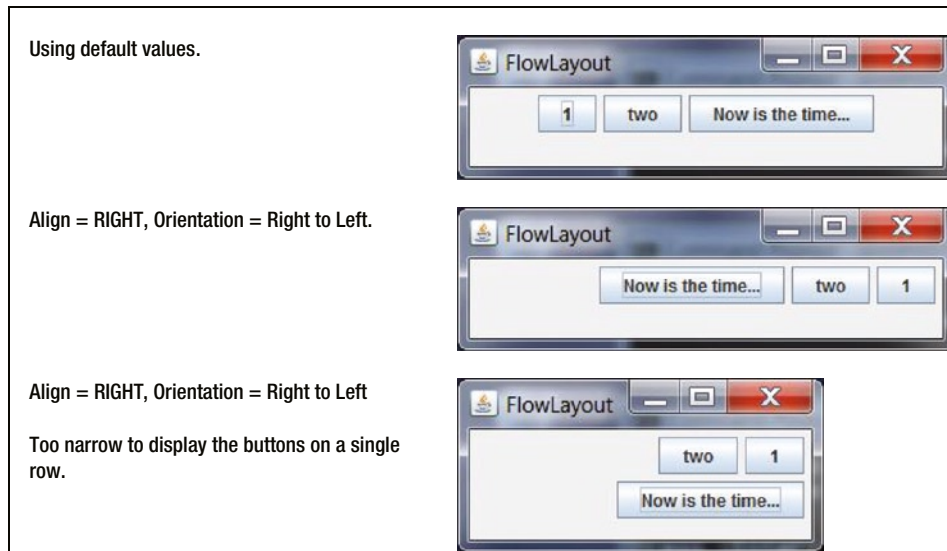 Using default values.
FlowLayout
1 two Now is the time...
Align = RIGHT, Orientation = Right to Left.
FlowLayout
Now is the time... two 1
Align = RIGHT, Orientation = Right to Left
Too narrow to display the buttons on a single
row.
FlowLayout
two 1
Now is the time...